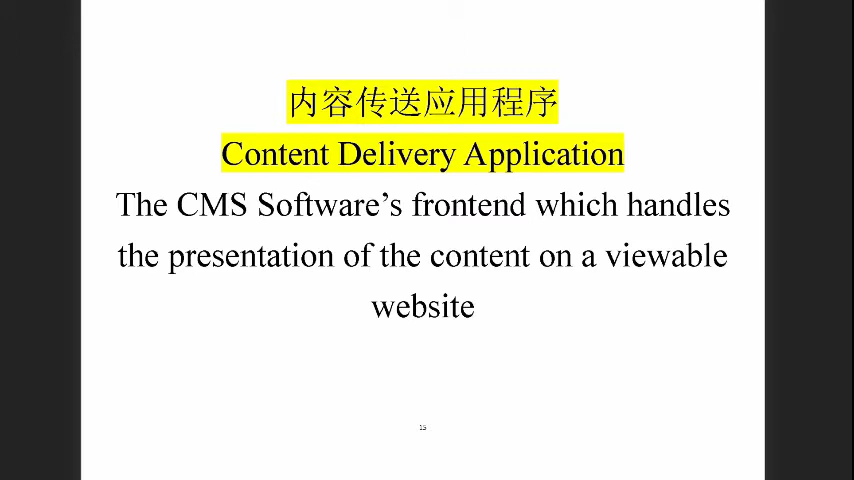 内容传送应用程序
Content Delivery Application
The CMS Software’s frontend which handles
the presentation of the content on a viewable
website
15